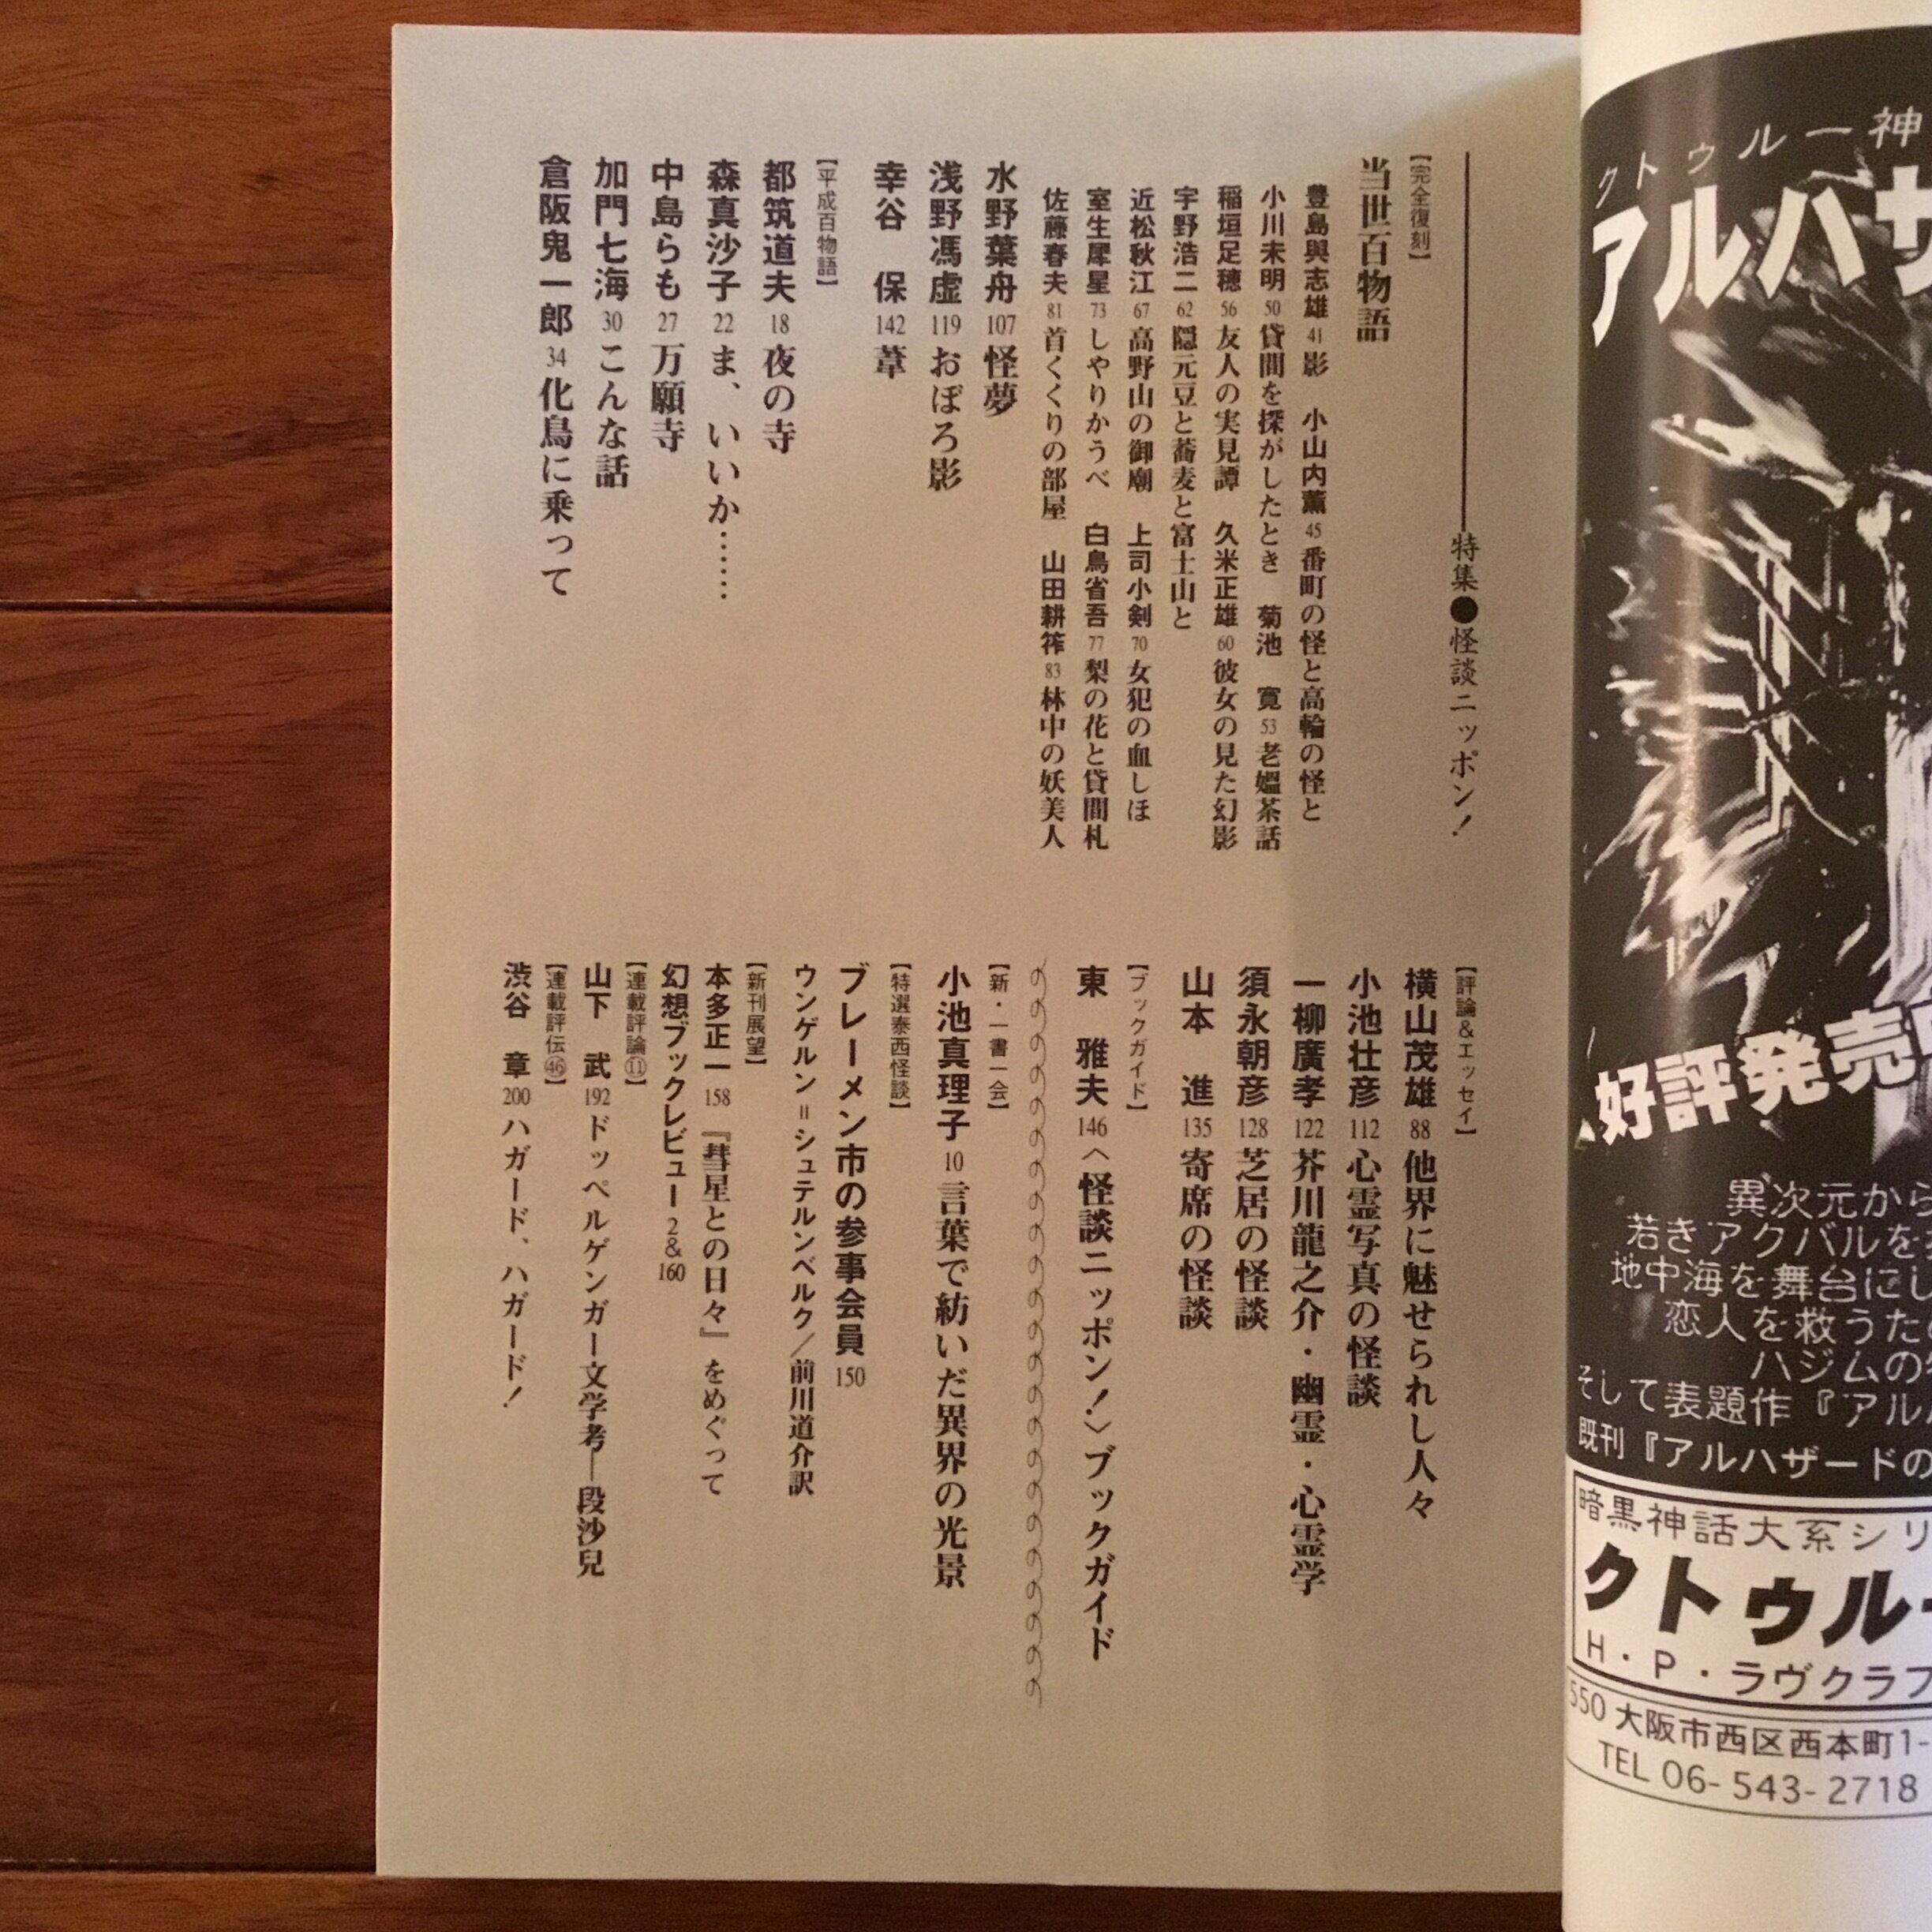 特集●怪談ニッポン！
【完全復刻】
当世百物語
豊島與志雄 41 影　小山内薫 45 番町の怪と高輪の怪と
小川未明 50 貸間を探がしたとき　菊池　寛 53 老媼茶話
稲垣足穂 56 友人の実見譚　久米正雄 60 彼女の見た幻影
宇野浩二 62 隠元豆と蕎麦と富士山と
近松秋江 67 高野山の御廟　上司小剣 70 女犯の血しほ
室生犀星 73 しやりかうべ　白鳥省吾 77 梨の花と貸間札
佐藤春夫 81 首くくりの部屋　山田耕筰 83 林中の妖美人
水野葉舟 107 怪夢
浅野馮虚 119 おぼろ影
幸谷　保 142 葦
【平成百物語】
都筑道夫 18 夜の寺
森真沙子 22 ま、いいか……
中島らも 27 万願寺
加門七海 30 こんな話
倉阪鬼一郎 34 化鳥に乗って
【評論＆エッセイ】
横山茂雄 88 他界に魅せられし人々
小池壮彦 112 心霊写真の怪談
一柳廣孝 122 芥川龍之介・幽霊・心霊学
須永朝彦 128 芝居の怪談
山本　進 135 寄席の怪談
【ブックガイド】
東　雅夫 146 〈怪談ニッポン！〉ブックガイド
【新・一書一会】
小池真理子 10 言葉で紡いだ異界の光景
【特選泰西怪談】
ブレーメン市の参事会員 150
ウンゲルン＝シュテルンベルク／前川道介訳
【新刊展望】
本多正一 158 『彗星との日々』をめぐって
幻想ブックレビュー 2＆160
【連載評論⑪】
山下　武 192 ドッペルゲンガー文学考―段沙兒
【連載評伝㊻】
渋谷　章 200 ハガード、ハガード！
クトゥルー神
アルハザ
好評発売
異次元から
若きアクバルを
地中海を舞台にし
恋人を救うため
ハジムの
そして表題作『アル
既刊『アルハザードの
暗黒神話大系シリ
クトゥルー
H・P・ラヴクラフ
550 大阪市西区西本町1-
TEL 06-543-2718